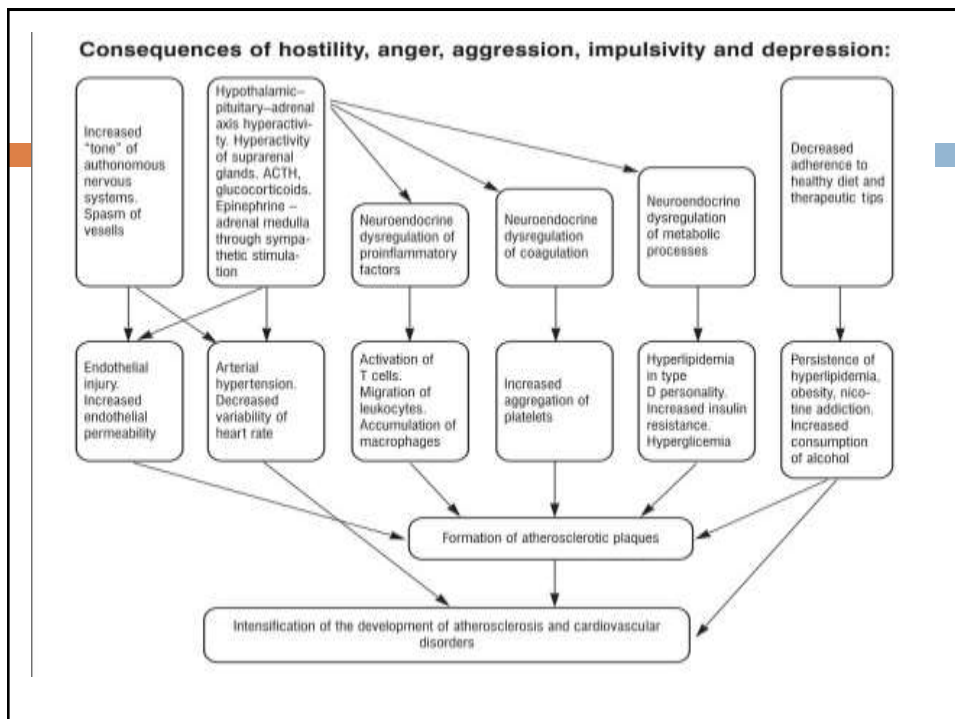 Consequences of hostility, anger, aggression, impulsivity and depression:
Increased
"tone" of
authonomous
nervous
systems.
Spasm of
vesells
Hypothalamic–
pituitary–adrenal
axis hyperactivi-
ty. Hyperactivity
of suprarenal
glands. ACTH,
glucocorticoids.
Epinephrine –
adrenal medulla
through sympa-
thetic stimula-
tion
Neuroendocrine
dysregulation of
proinflammatory
factors
Neuroendocrine
dysregulation
of coagulation
Neuroendocrine
dysregulation
of metabolic
processes
Decreased
adherence to
healthy diet and
therapeutic tips
Endothelial
injury.
Increased
endothelial
permeability
Arterial
hypertension.
Decreased
variability of
heart rate
Activation of
T cells.
Migration of
leukocytes.
Accumulation of
macrophages
Increased
aggregation of
platelets
Hyperlipidemia
in type
D personality.
Increased insulin
resistance.
Hyperglicemia
Persistence of
hyperlipidemia,
obesity, nico-
tine addiction.
Increased
consumption
of alcohol
Formation of atherosclerotic plaques
Intensification of the development of atherosclerosis and cardiovascular
disorders